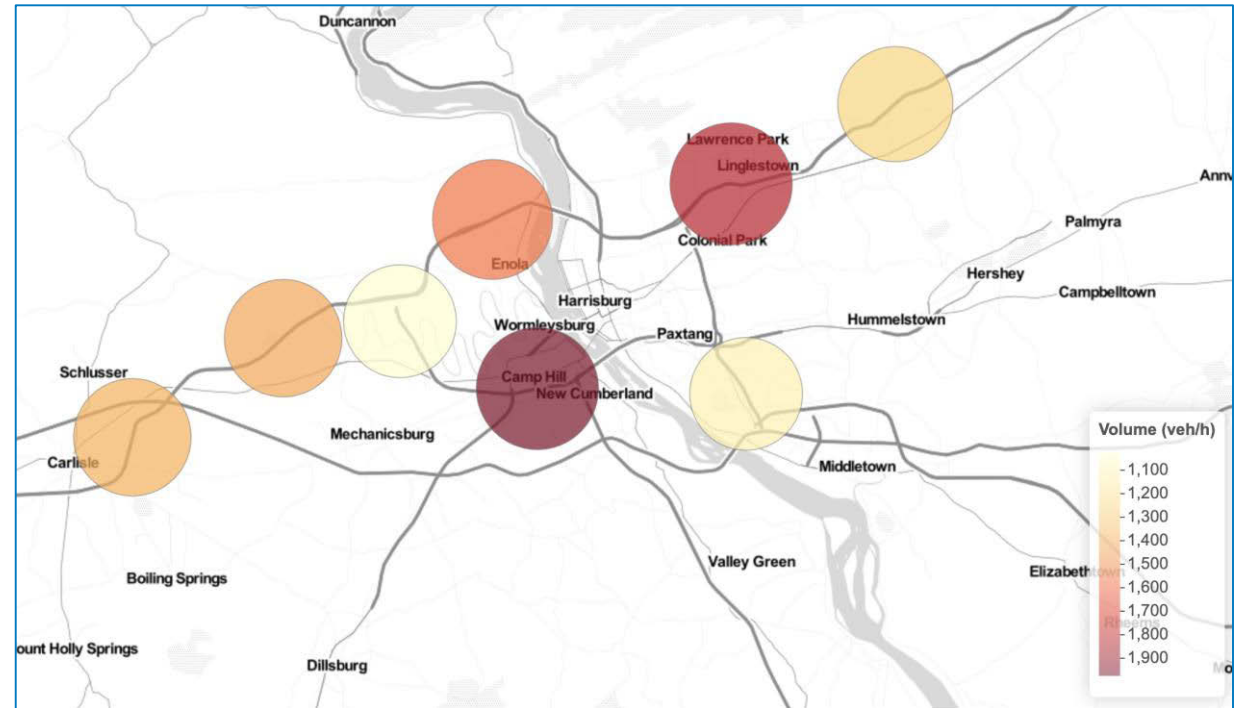 Duncannon
Lawrence Park
Linglestown
Annv
Palmyra
Colonial Park
Enola
Hershey
Campbelltown
Harrisburg
Hummelstown
Wormleysburg
Paxtang
Schlusser
Camp Hill
New Cumberland
Mechanicsburg
Carlisle
Middletown
Volume (veh/h)
1,100
1,200
1,300
1,400
1,500
1,600
1,700
1,800
1,900
Valley Green
Elizabethtown
Boiling Springs
Rheems
ount Holly Springs
Dillsburg
Mo